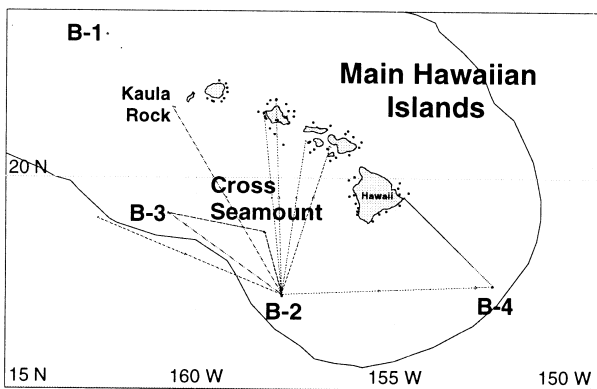 B-1
Main Hawaiian
Islands
Kaula
Rock
20 N
Cross
Seamount
Hawaii
B-3
B-2
B-4
15 N
160 W
155 W
150 W